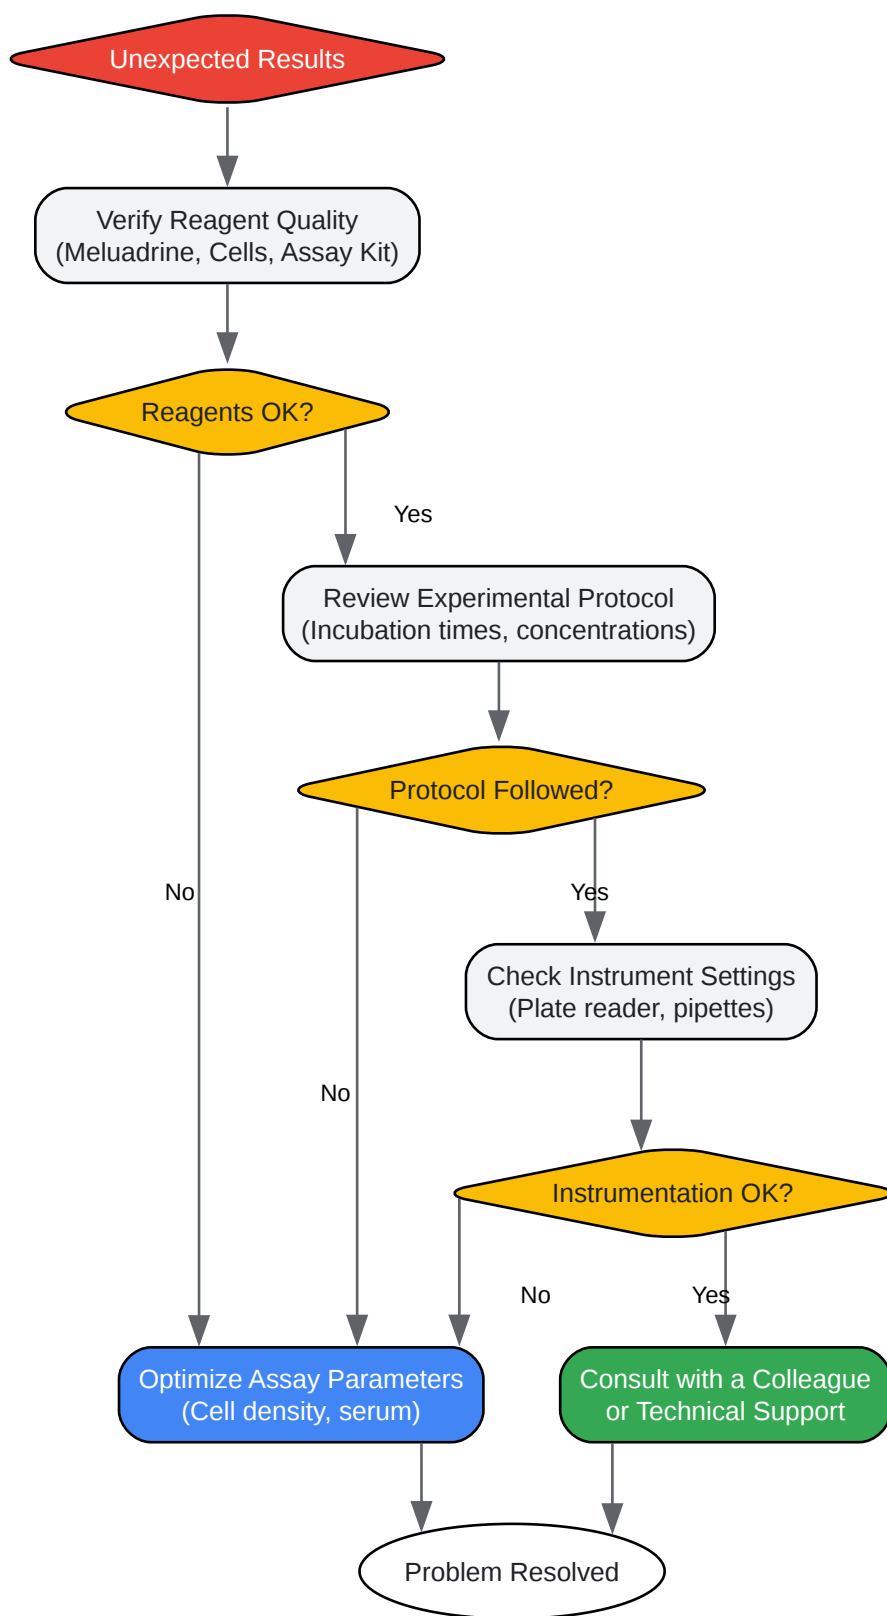 Unexpected Results
Verify Reagent Quality
(Meluadrine, Cells, Assay Kit)
Reagents OK?
Yes
Review Experimental Protocol
(Incubation times, concentrations)
Protocol Followed?
No
Yes
Check Instrument Settings
(Plate reader, pipettes)
No
Instrumentation OK?
No
Yes
Optimize Assay Parameters
(Cell density, serum)
Consult with a Colleague
or Technical Support
Problem Resolved